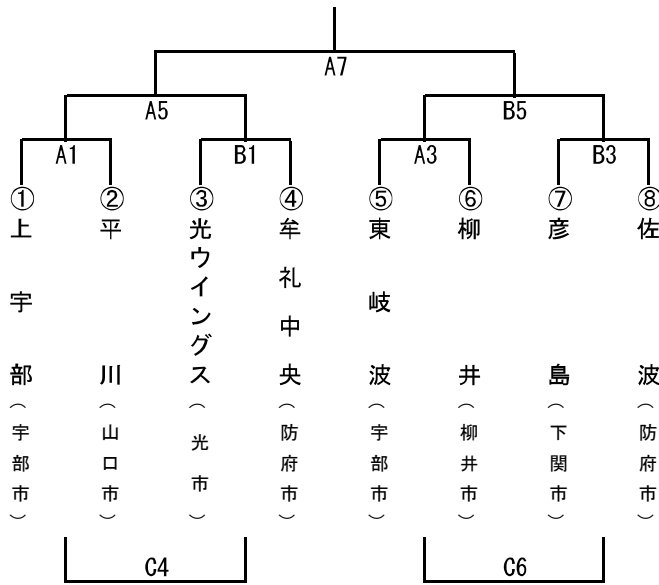 A7
A5
B5
A1
B1
A3
B3
①上宇部（宇部市）
②平川（山口市）
③光ウイングス（光市）
④牟礼中央（防府市）
⑤東岐波（宇部市）
⑥柳井（柳井市）
⑦彦島（下関市）
⑧佐波（防府市）
C4
C6